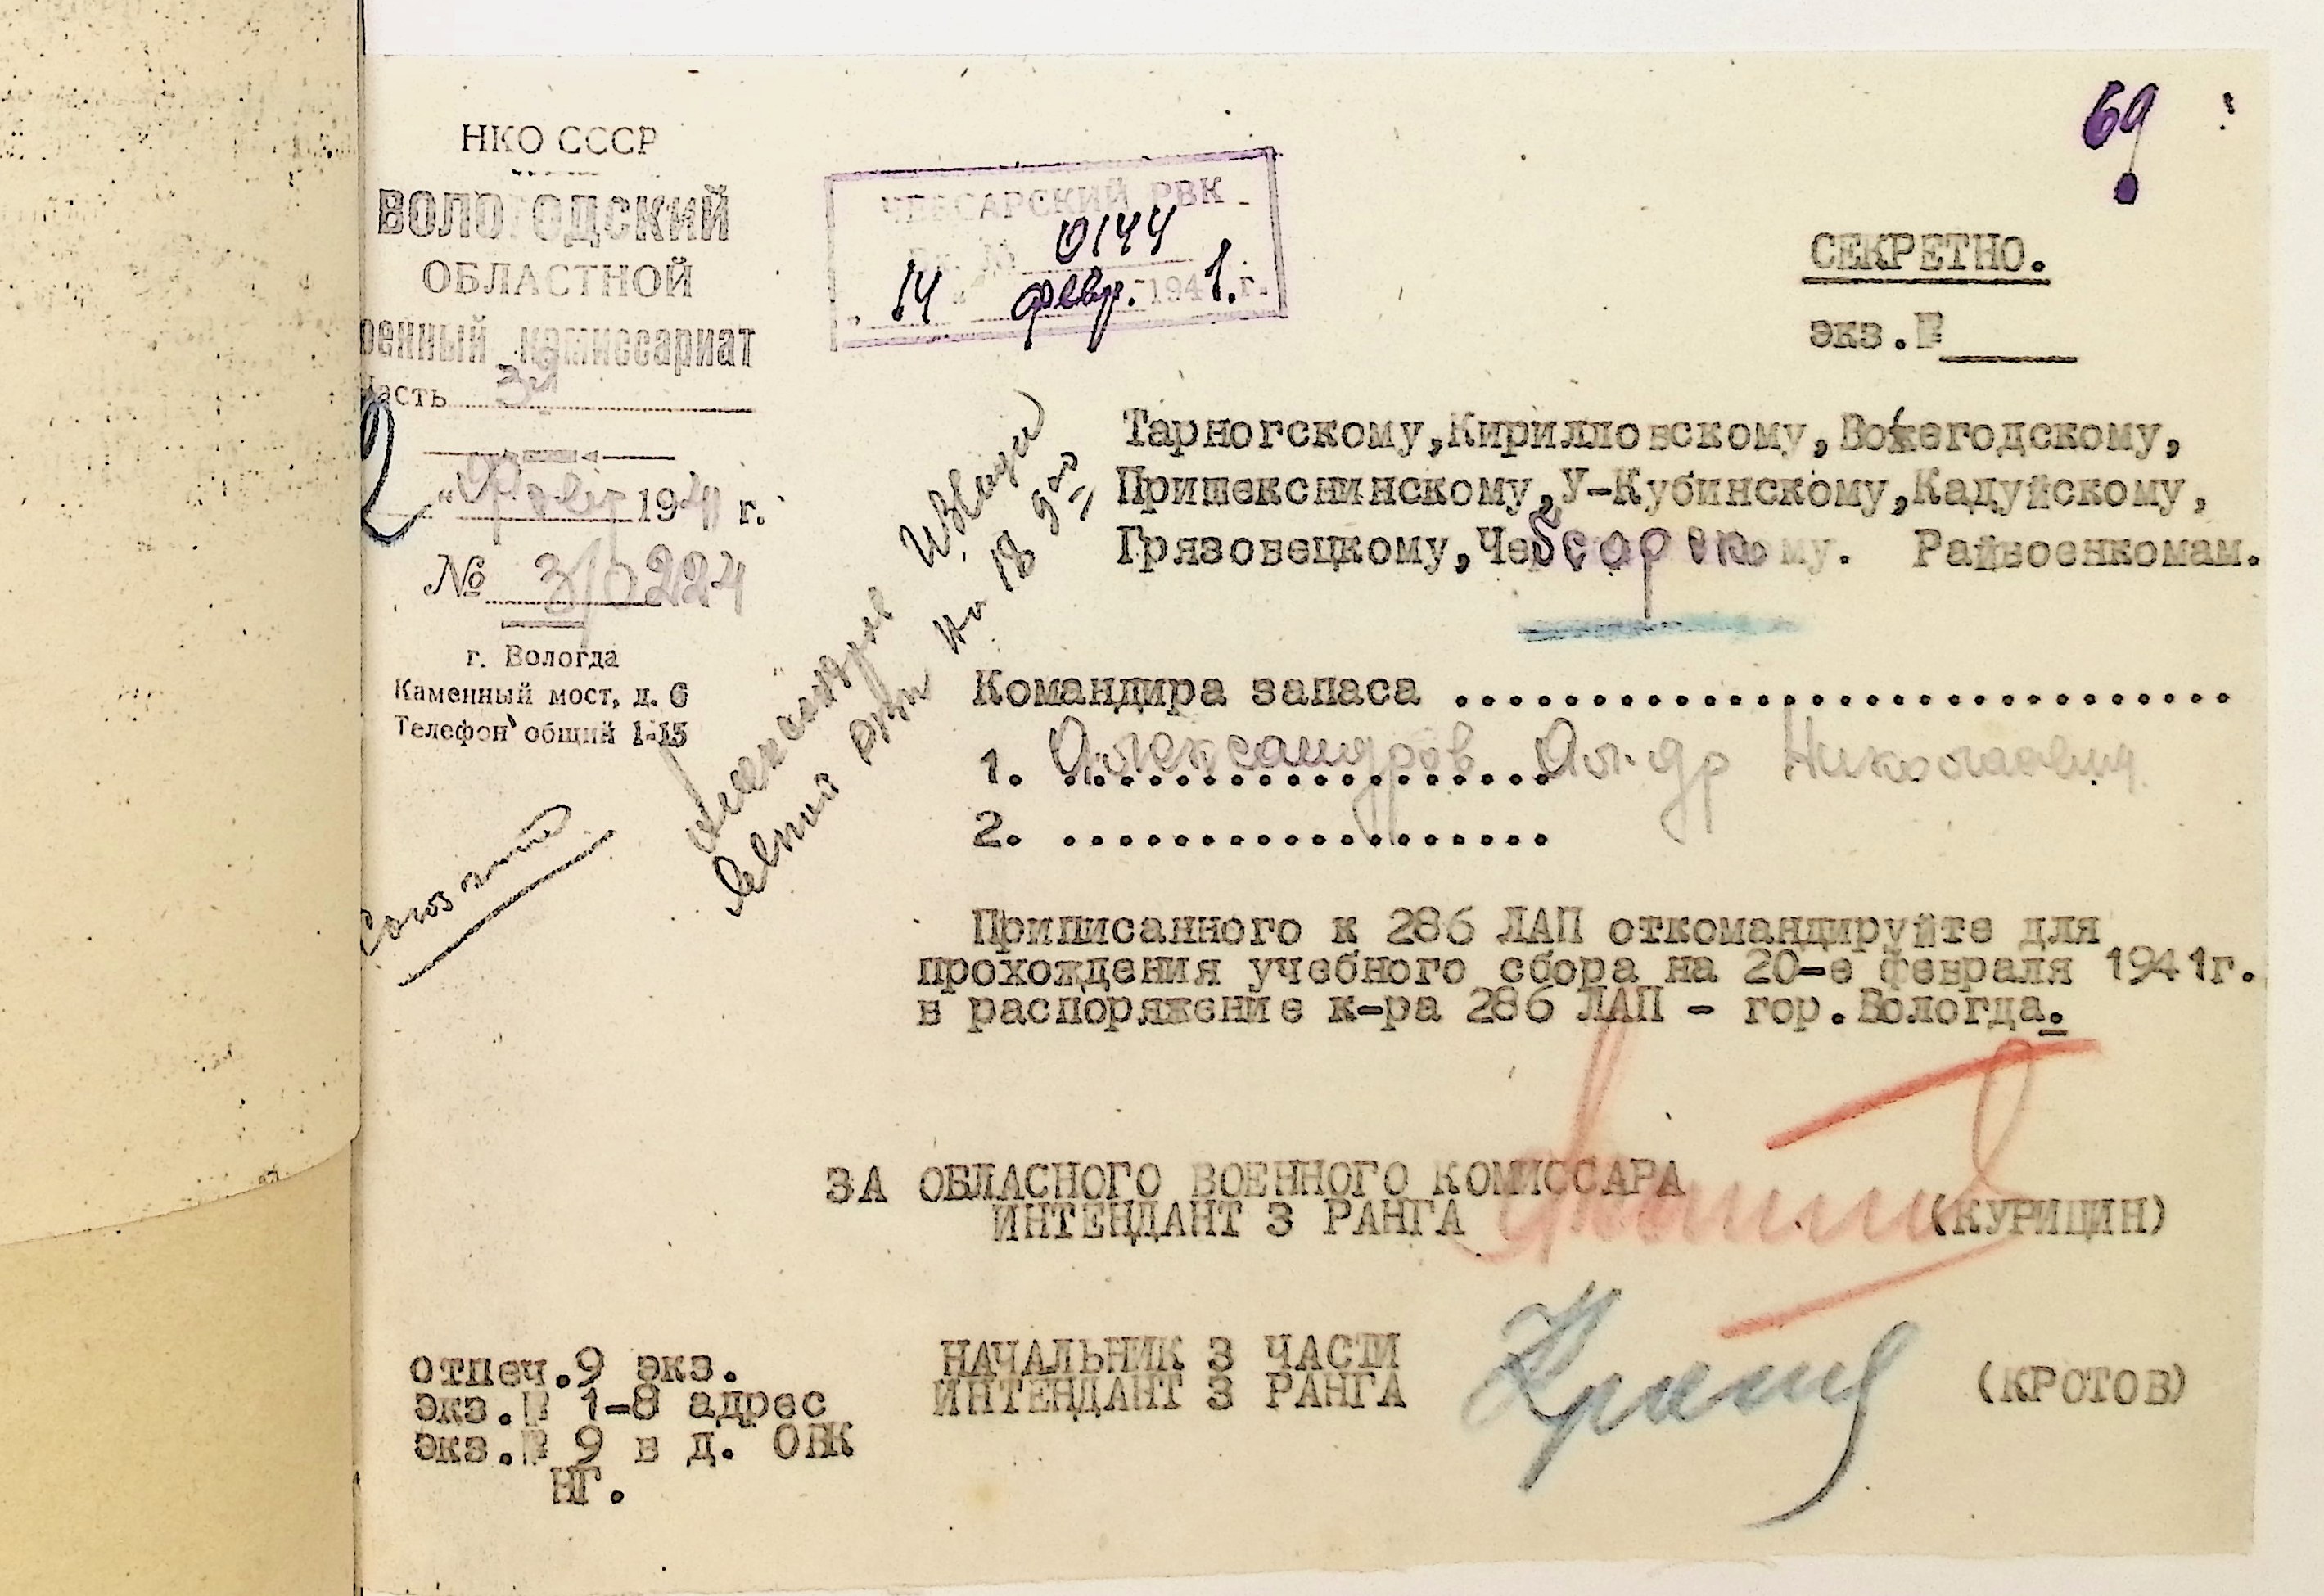 НКО СССР
ВОЛОГОДСКИЙ
ОБЛАСТНОЙ
военный комиссариат
Часть 3я
"февр 1941 г.
№ 3/0224
г. Вологда
Каменный мост, д. 6
Телефон общий 1-15
ЧЕБСАРСКИЙ РВК
Вх. № 0144
"14" февр. 1941 г.
69
СЕКРЕТНО.
экз.№
Тарногскому,Кирилловскому,Вожегодскому,
Пришекснинскому,У-Кубинскому,Кадуйскому,
Грязовецкому,Чебсарскому. Райвоенкомам.
Командира запаса ..............................
1. Александров Ал-др Николаевич
2. ..................
Приписанного к 286 ЛАП откомандируйте для
прохождения учебного сбора на 20-е февраля 1941г.
в распоряжение к-ра 286 ЛАП - гор.Вологда.
ЗА ОБЛАСНОГО ВОЕННОГО КОМИССАРА
ИНТЕНДАНТ 3 РАНГА (КУРИЦИН)
НАЧАЛЬНИК 3 ЧАСТИ
ИНТЕНДАНТ 3 РАНГА (КРОТОВ)
отпеч.9 экз.
экз.№ 1-8 адрес
экз.№ 9 в д. ОВК
НГ.